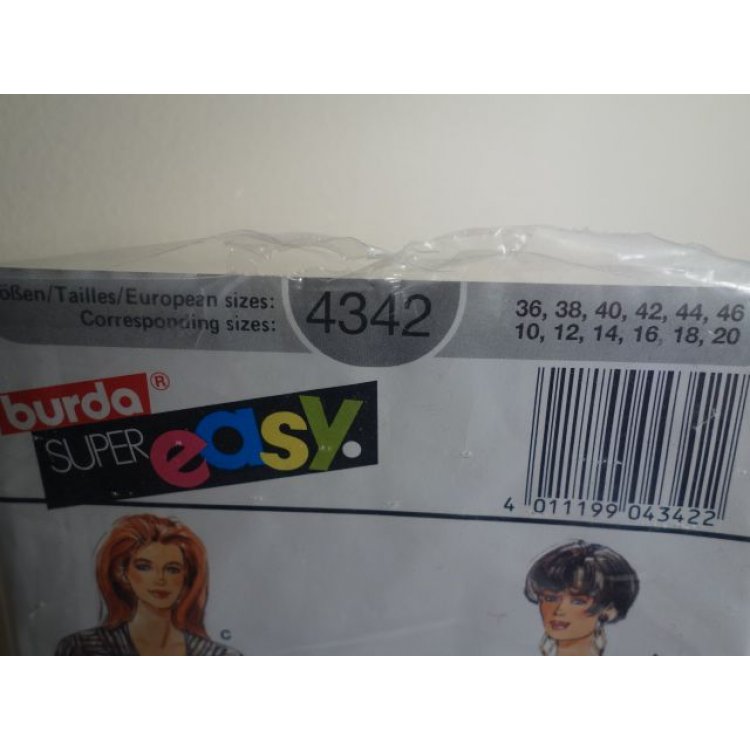 ößen/Tailles/European sizes:
Corresponding sizes:
4342
36, 38, 40, 42, 44, 46
10, 12, 14, 16, 18, 20
burda®
SUPER easy.
4 011199 043422
C